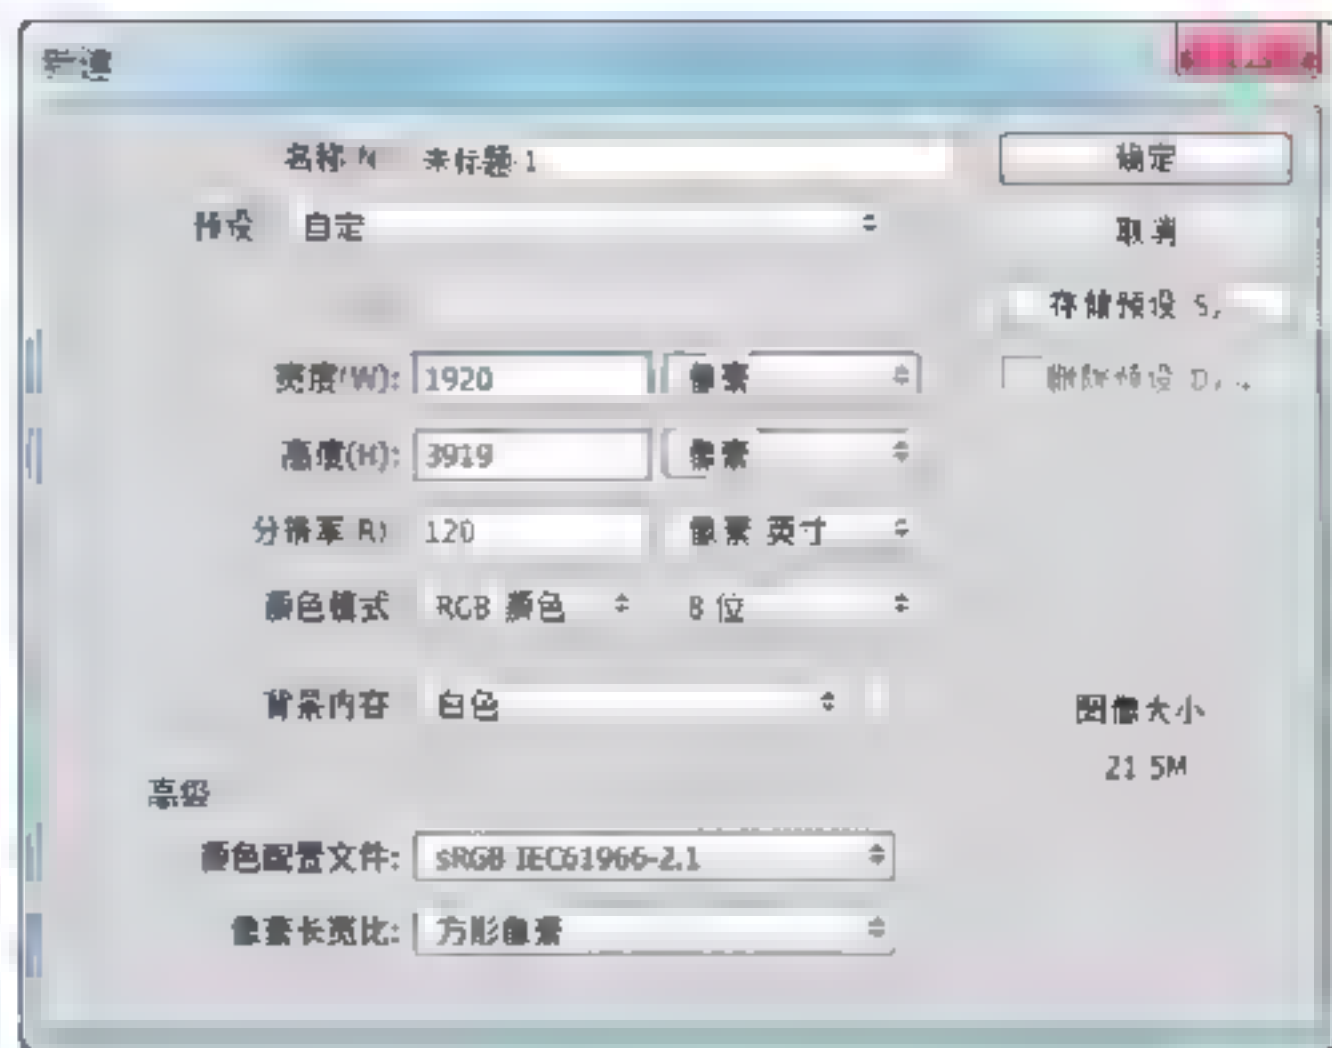 新建
名称 N 未标题-1 确定
预设 自定 取消
存储预设 S.
宽度(W): 1920 像素 删除预设 D...
高度(H): 3919 像素
分辨率 R) 120 像素 英寸
颜色模式 RGB 颜色 8 位
背景内容 白色 图像大小
21 5M
高级
颜色配置文件: sRGB IEC61966-2.1
像素长宽比: 方形像素